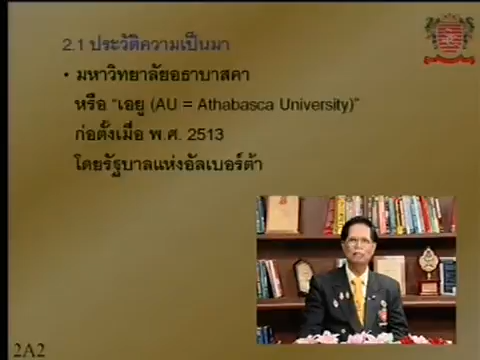 2.1 ประวัติความเป็นมา
• มหาวิทยาลัยอธาบาสคา
หรือ "เอยู (AU = Athabasca University)"
ก่อตั้งเมื่อ พ.ศ. 2513
โดยรัฐบาลแห่งอัลเบอร์ต้า
2A2